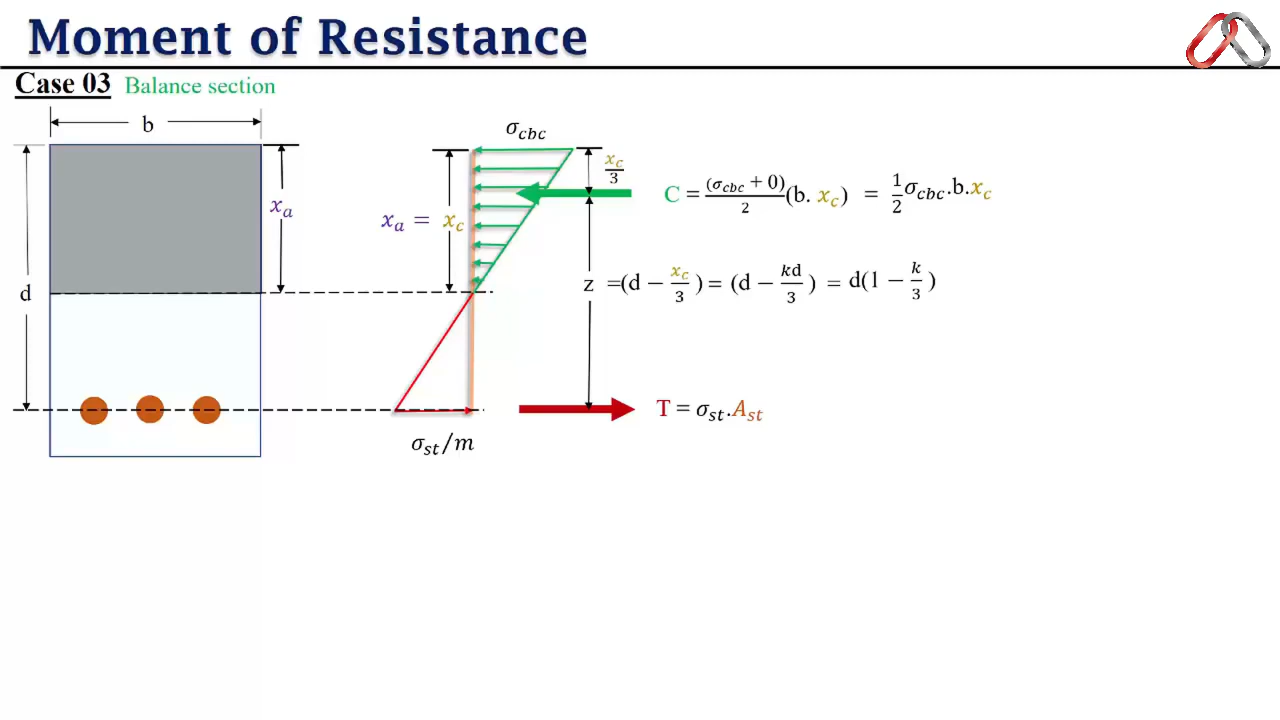 Moment of Resistance
Case 03 Balance section
b
d
x_a
σ_cbc
x_c/3
x_a = x_c
C = (σ_cbc + 0)/2 (b. x_c) = 1/2 σ_cbc.b.x_c
z =(d − x_c/3) = (d − kd/3) = d(1 − k/3)
T = σ_st.A_st
σ_st/m